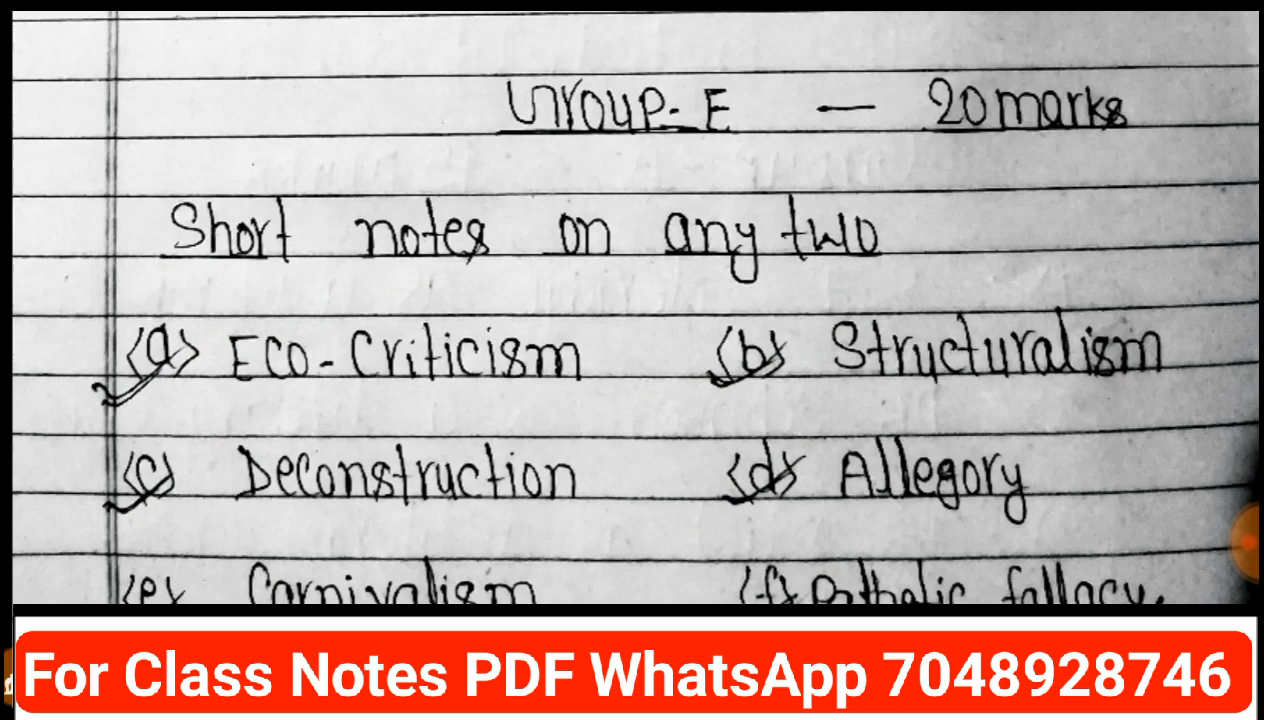 Group-E — 20 marks
Short notes on any two
(a) Eco-Criticism (b) Structuralism
(c) Deconstruction (d) Allegory
(e) Carnivalism (f) Pathatic fallacy.
For Class Notes PDF WhatsApp 7048928746